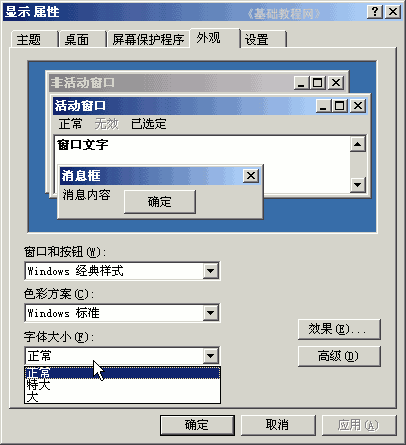 显示 属性 《基础教程网》
主题 桌面 屏幕保护程序 外观 设置
非活动窗口
活动窗口
正常 无效 已选定
窗口文字
消息框
消息内容
确定
窗口和按钮(W):
Windows 经典样式
色彩方案(C):
Windows 标准
字体大小(F):
正常
正常
特大
大
效果(E)...
高级(D)
确定 取消 应用(A)